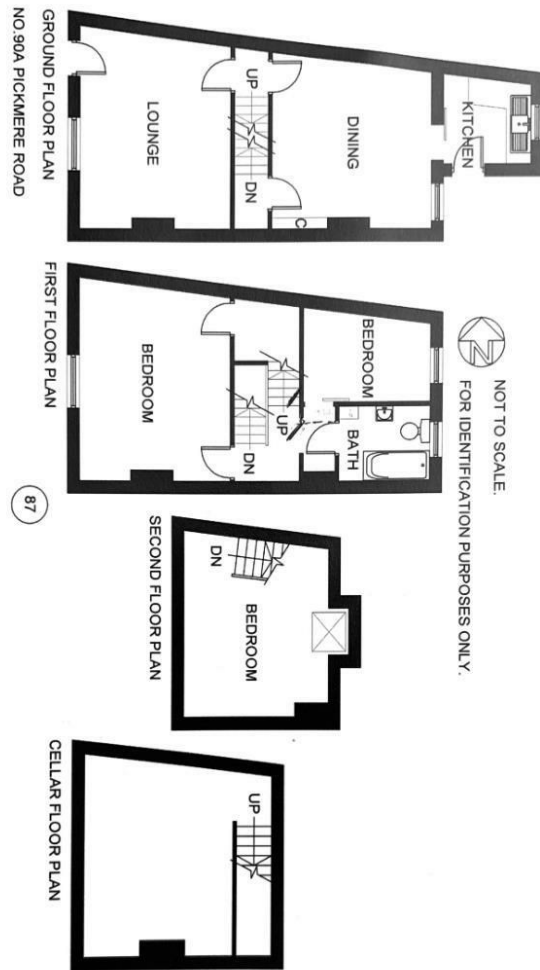 KITCHEN
DINING
C
UP
DN
LOUNGE
GROUND FLOOR PLAN
NO.90A PICKMERE ROAD
N
NOT TO SCALE.
FOR IDENTIFICATION PURPOSES ONLY.
BEDROOM
BATH
UP
DN
BEDROOM
FIRST FLOOR PLAN
87
DN
BEDROOM
SECOND FLOOR PLAN
UP
CELLAR FLOOR PLAN